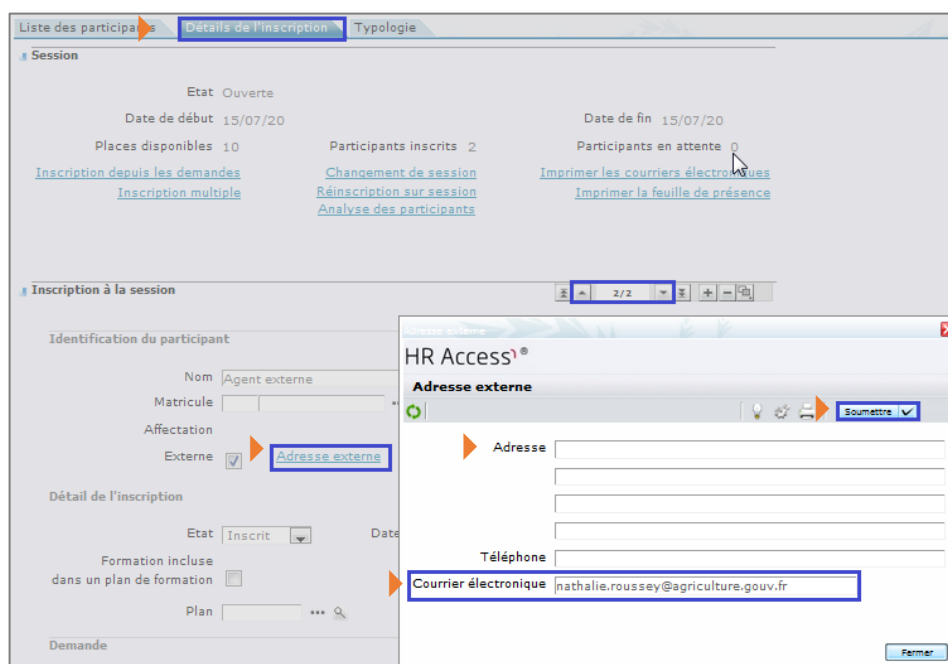 Liste des participants Détails de l'inscription Typologie
Session
Etat Ouverte
Date de début 15/07/20 Date de fin 15/07/20
Places disponibles 10 Participants inscrits 2 Participants en attente 0
Inscription depuis les demandes Changement de session Imprimer les courriers électroniques
Inscription multiple Réinscription sur session Imprimer la feuille de présence
Analyse des participants
Inscription à la session 2/2
Identification du participant
Nom Agent externe
Matricule
Affectation
Externe Adresse externe
Détail de l'inscription
Etat Inscrit Date
Formation incluse
dans un plan de formation
Plan
Demande
Adresse externe
HR Access®
Adresse externe
Soumettre
Adresse
Téléphone
Courrier électronique nathalie.roussey@agriculture.gouv.fr
Fermer